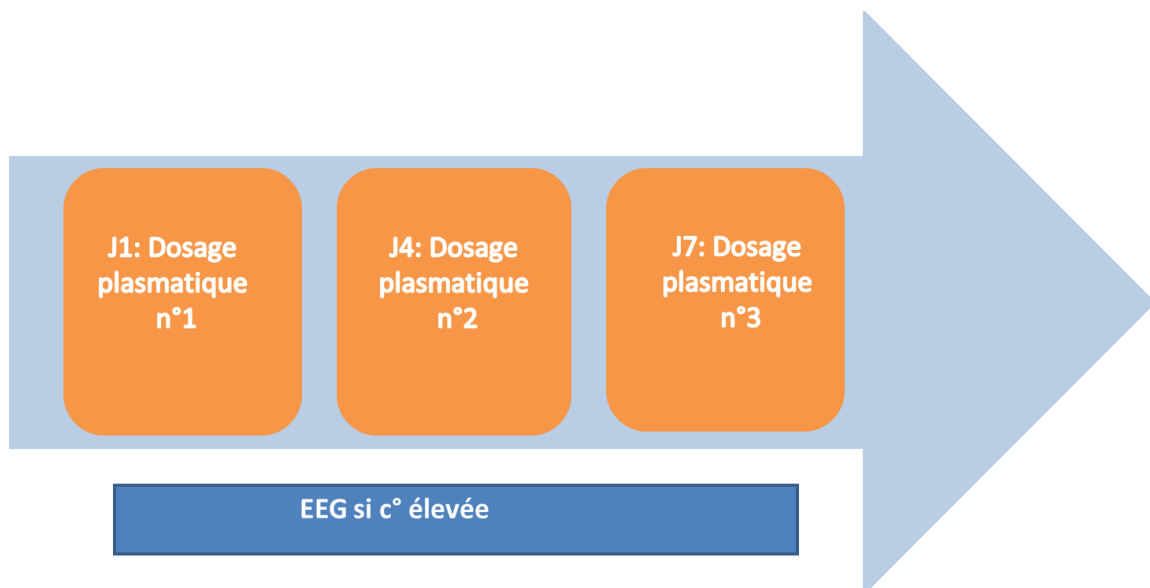 J1: Dosage
plasmatique
n°1
J4: Dosage
plasmatique
n°2
J7: Dosage
plasmatique
n°3
EEG si c° élevée